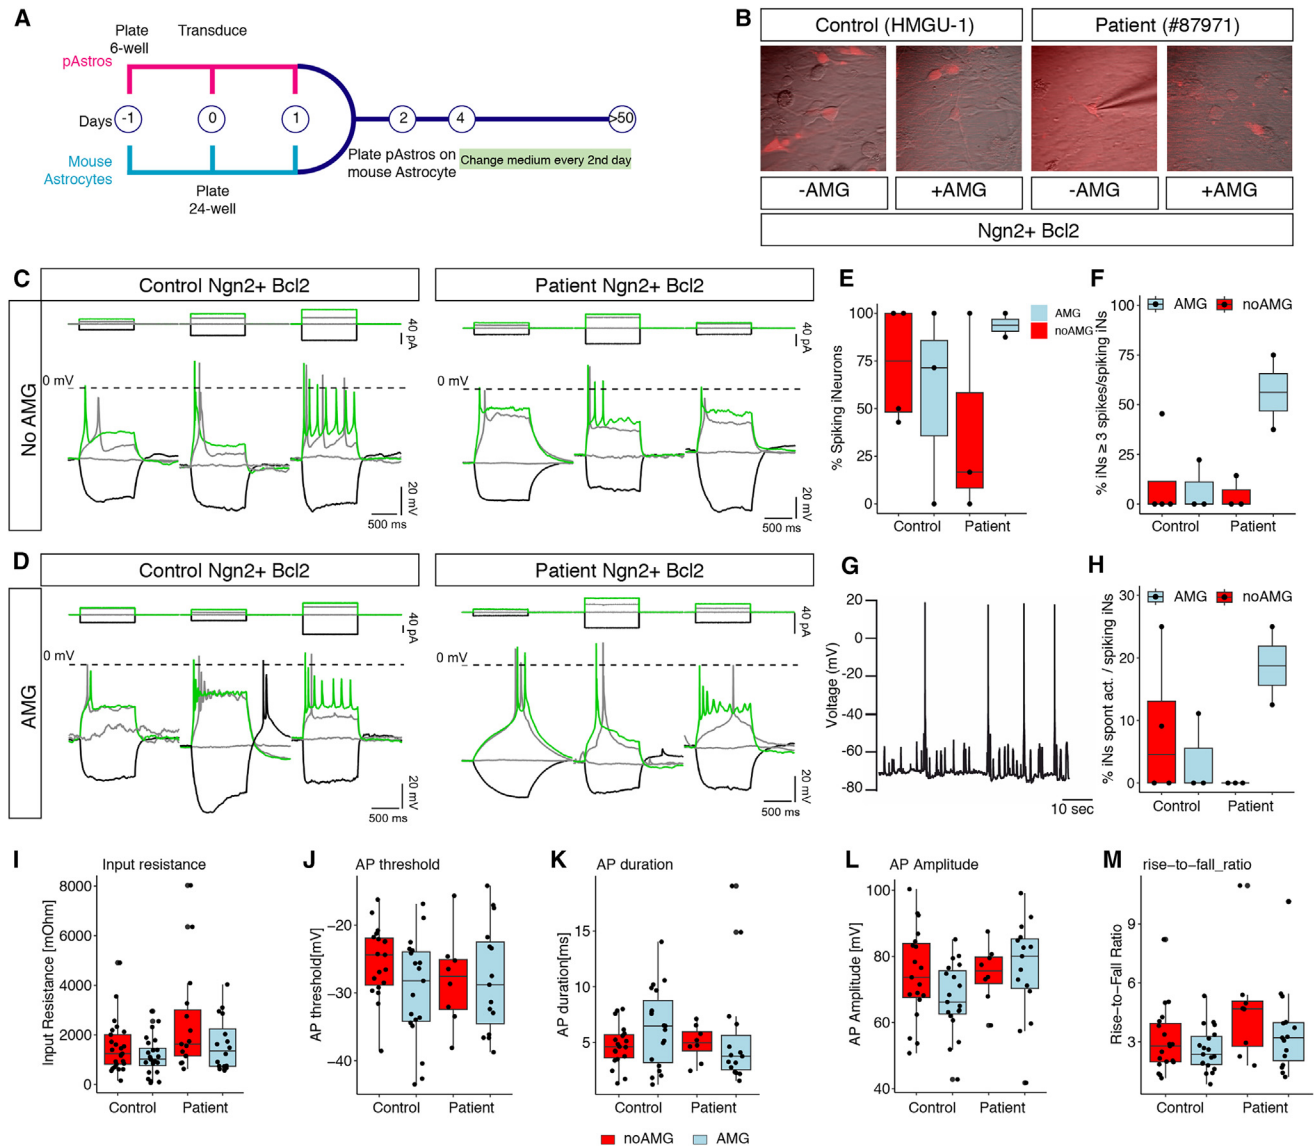 A
Plate
6-well
Transduce
pAstros
Days
-1
0
1
2
4
>50
Mouse
Astrocytes
Plate
24-well
Plate pAstros on
mouse Astrocyte
Change medium every 2nd day
B
Control (HMGU-1)
Patient (#87971)
-AMG
+AMG
-AMG
+AMG
Ngn2+ Bcl2
C
Control Ngn2+ Bcl2
Patient Ngn2+ Bcl2
No AMG
40 pA
40 pA
0 mV
0 mV
20 mV
500 ms
20 mV
500 ms
D
Control Ngn2+ Bcl2
Patient Ngn2+ Bcl2
AMG
40 pA
40 pA
0 mV
0 mV
20 mV
500 ms
20 mV
500 ms
E
% Spiking iNeurons
100
75
50
25
0
Control
Patient
AMG
noAMG
F
AMG
noAMG
% iNs ≥ 3 spikes/spiking iNs
100
75
50
25
0
Control
Patient
G
Voltage (mV)
20
0
-20
-40
-60
-80
10 sec
H
AMG
noAMG
% iNs spont act. / spiking iNs
30
20
10
0
Control
Patient
I
Input resistance
Input Resistance [mOhm]
8000
6000
4000
2000
0
Control
Patient
J
AP threshold
AP threshold[mV]
−20
−30
−40
Control
Patient
K
AP duration
AP duration[ms]
15
10
5
Control
Patient
L
AP Amplitude
AP Amplitude [mV]
100
80
60
40
Control
Patient
M
rise−to−fall_ratio
Rise−to−Fall Ratio
9
6
3
Control
Patient
noAMG
AMG